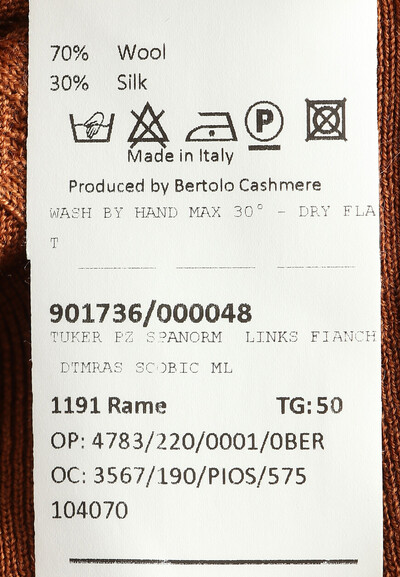 70% Wool
30% Silk
P
Made in Italy
Produced by Bertolo Cashmere
WASH BY HAND MAX 30° - DRY FLA
T
901736/000048
TUKER PZ SPANORM LINKS FIANCH
DTMRAS SCOBIC ML
1191 Rame TG:50
OP: 4783/220/0001/0BER
OC: 3567/190/PIOS/575
104070